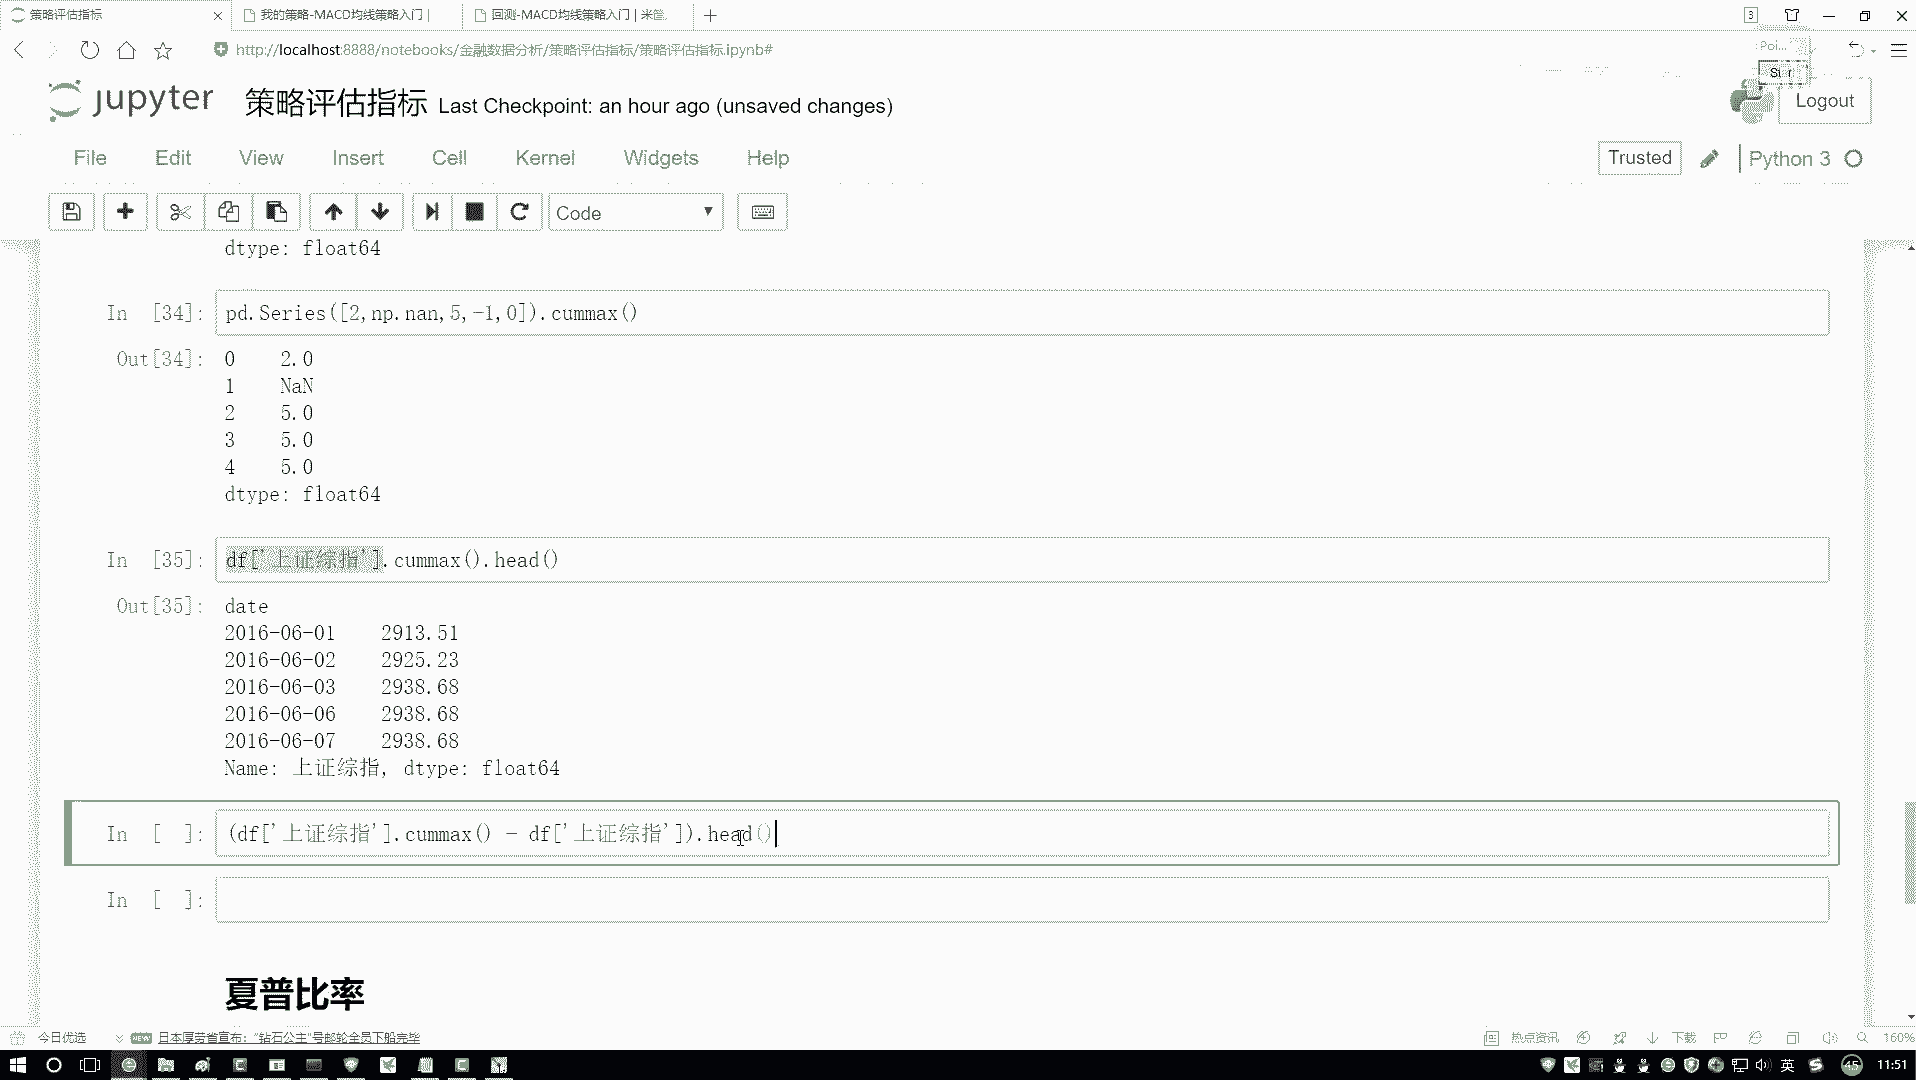 策略评估指标
我的策略-MACD均线策略入门 |
回测-MACD均线策略入门 | 米筐
3
http://localhost:8888/notebooks/金融数据分析/策略评估指标/策略评估指标.ipynb#
Poi...
jupyter
策略评估指标 Last Checkpoint: an hour ago (unsaved changes)
Logout
File Edit View Insert Cell Kernel Widgets Help
Trusted
Python 3
Code
dtype: float64
In [34]: pd.Series([2,np.nan,5,-1,0]).cummax()
Out[34]: 0 2.0
1 NaN
2 5.0
3 5.0
4 5.0
dtype: float64
In [35]: df['上证综指'].cummax().head()
Out[35]: date
2016-06-01 2913.51
2016-06-02 2925.23
2016-06-03 2938.68
2016-06-06 2938.68
2016-06-07 2938.68
Name: 上证综指, dtype: float64
In [ ]: (df['上证综指'].cummax() - df['上证综指']).head()
In [ ]:
夏普比率
今日优选
NEW 日本厚劳省宣布：“钻石公主”号邮轮全员下船完毕
热点资讯
下载
160%
英
45
11:51